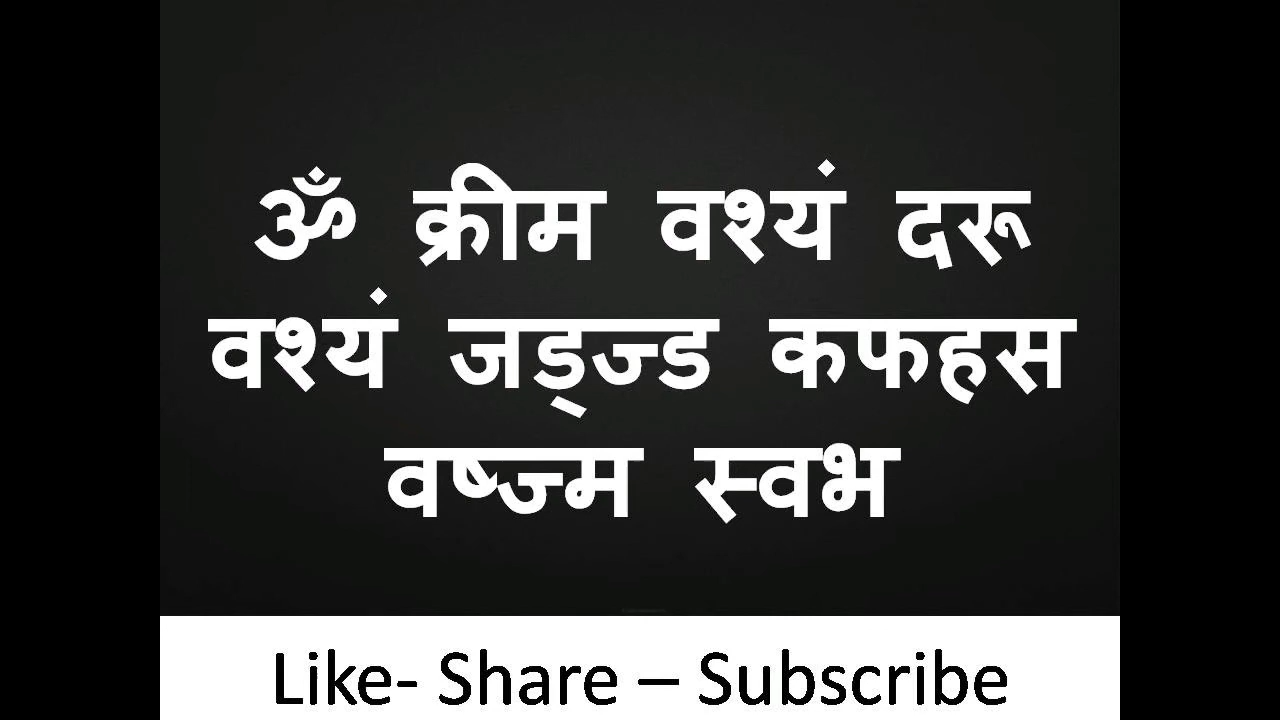 ॐ क्रीम वश्यं दरू
वश्यं जड्ज्ड कफहस
वष्ज्म स्वभ
Like- Share – Subscribe